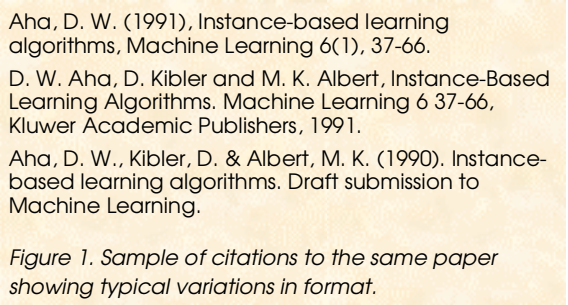 Aha, D. W. (1991), Instance-based learning
algorithms, Machine Learning 6(1), 37-66.
D. W. Aha, D. Kibler and M. K. Albert, Instance-Based
Learning Algorithms. Machine Learning 6 37-66,
Kluwer Academic Publishers, 1991.
Aha, D. W., Kibler, D. & Albert, M. K. (1990). Instance-
based learning algorithms. Draft submission to
Machine Learning.
Figure 1. Sample of citations to the same paper
showing typical variations in format.